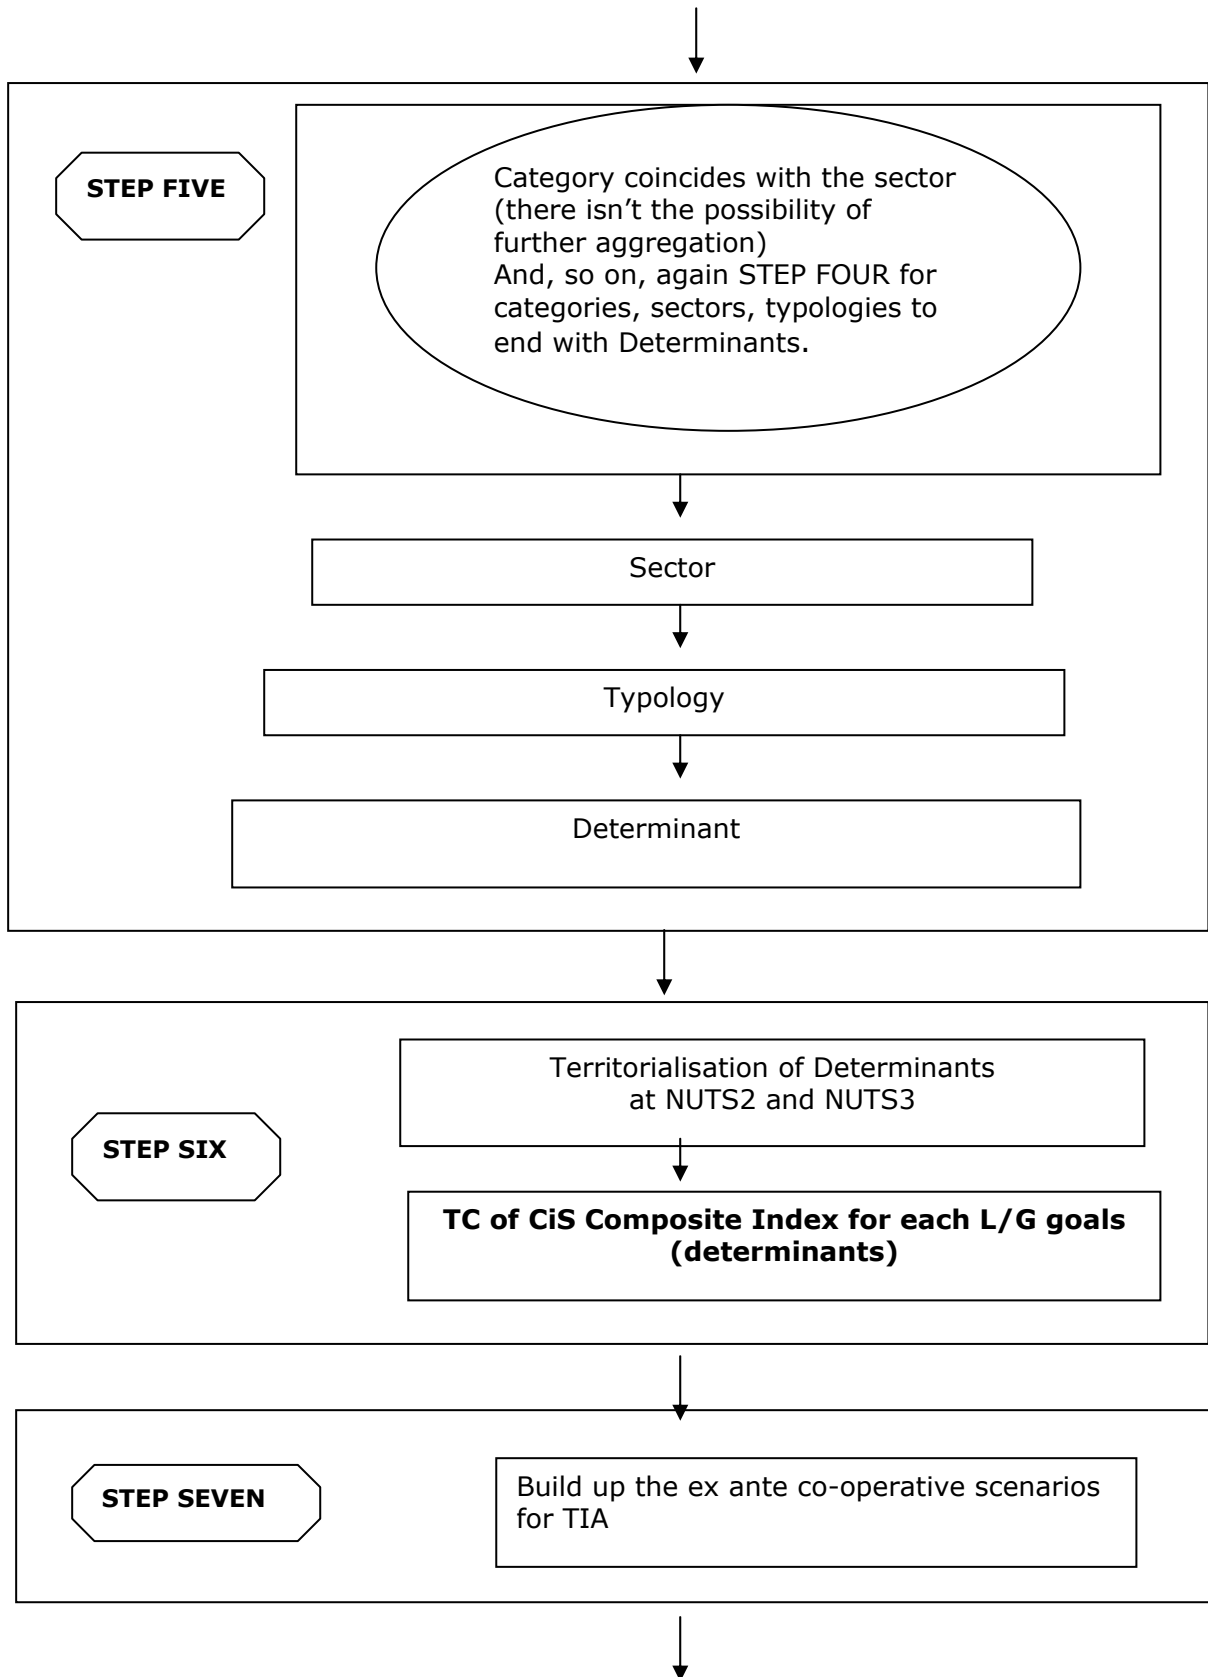 STEP FIVE
Category coincides with the sector
(there isn't the possibility of
further aggregation)
And, so on, again STEP FOUR for
categories, sectors, typologies to
end with Determinants.
Sector
Typology
Determinant
STEP SIX
Territorialisation of Determinants
at NUTS2 and NUTS3
TC of CiS Composite Index for each L/G goals
(determinants)
STEP SEVEN
Build up the ex ante co-operative scenarios
for TIA